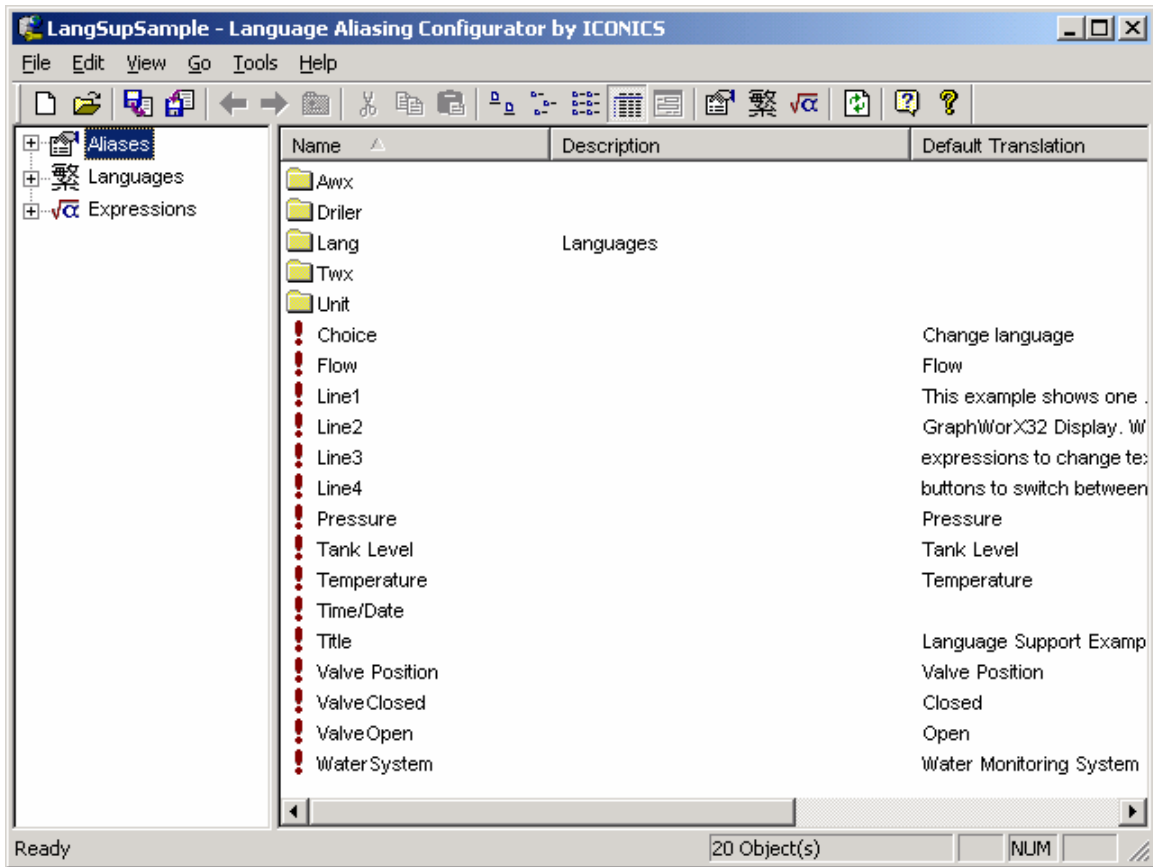 LangSupSample - Language Aliasing Configurator by ICONICS
File Edit View Go Tools Help
繁 √α ? ?
Aliases
繁 Languages
√α Expressions
Name Description Default Translation
Awx
Driler
Lang Languages
Twx
Unit
Choice Change language
Flow Flow
Line1 This example shows one .
Line2 GraphWorX32 Display. W
Line3 expressions to change te
Line4 buttons to switch between
Pressure Pressure
Tank Level Tank Level
Temperature Temperature
Time/Date
Title Language Support Examp
Valve Position Valve Position
ValveClosed Closed
ValveOpen Open
WaterSystem Water Monitoring System
Ready 20 Object(s) NUM